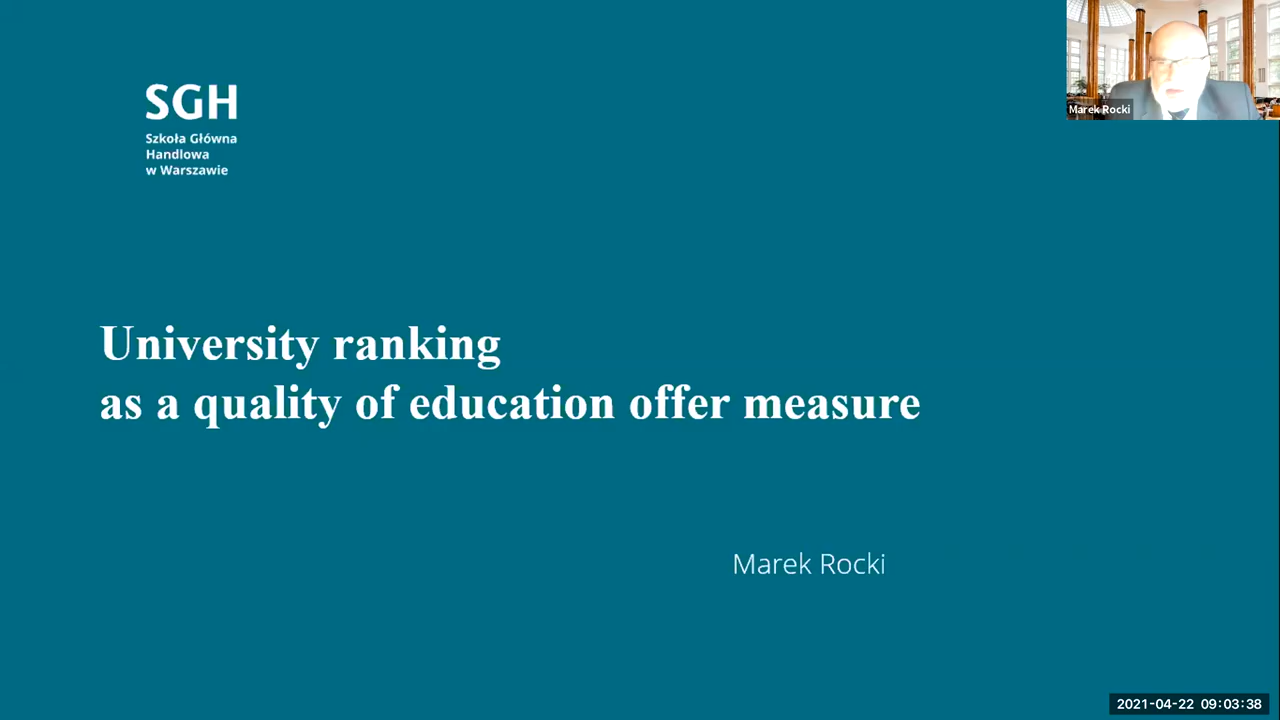 Marek Rocki
SGH
Szkoła Główna
Handlowa
w Warszawie
University ranking
as a quality of education offer measure
Marek Rocki
2021-04-22 09:03:38